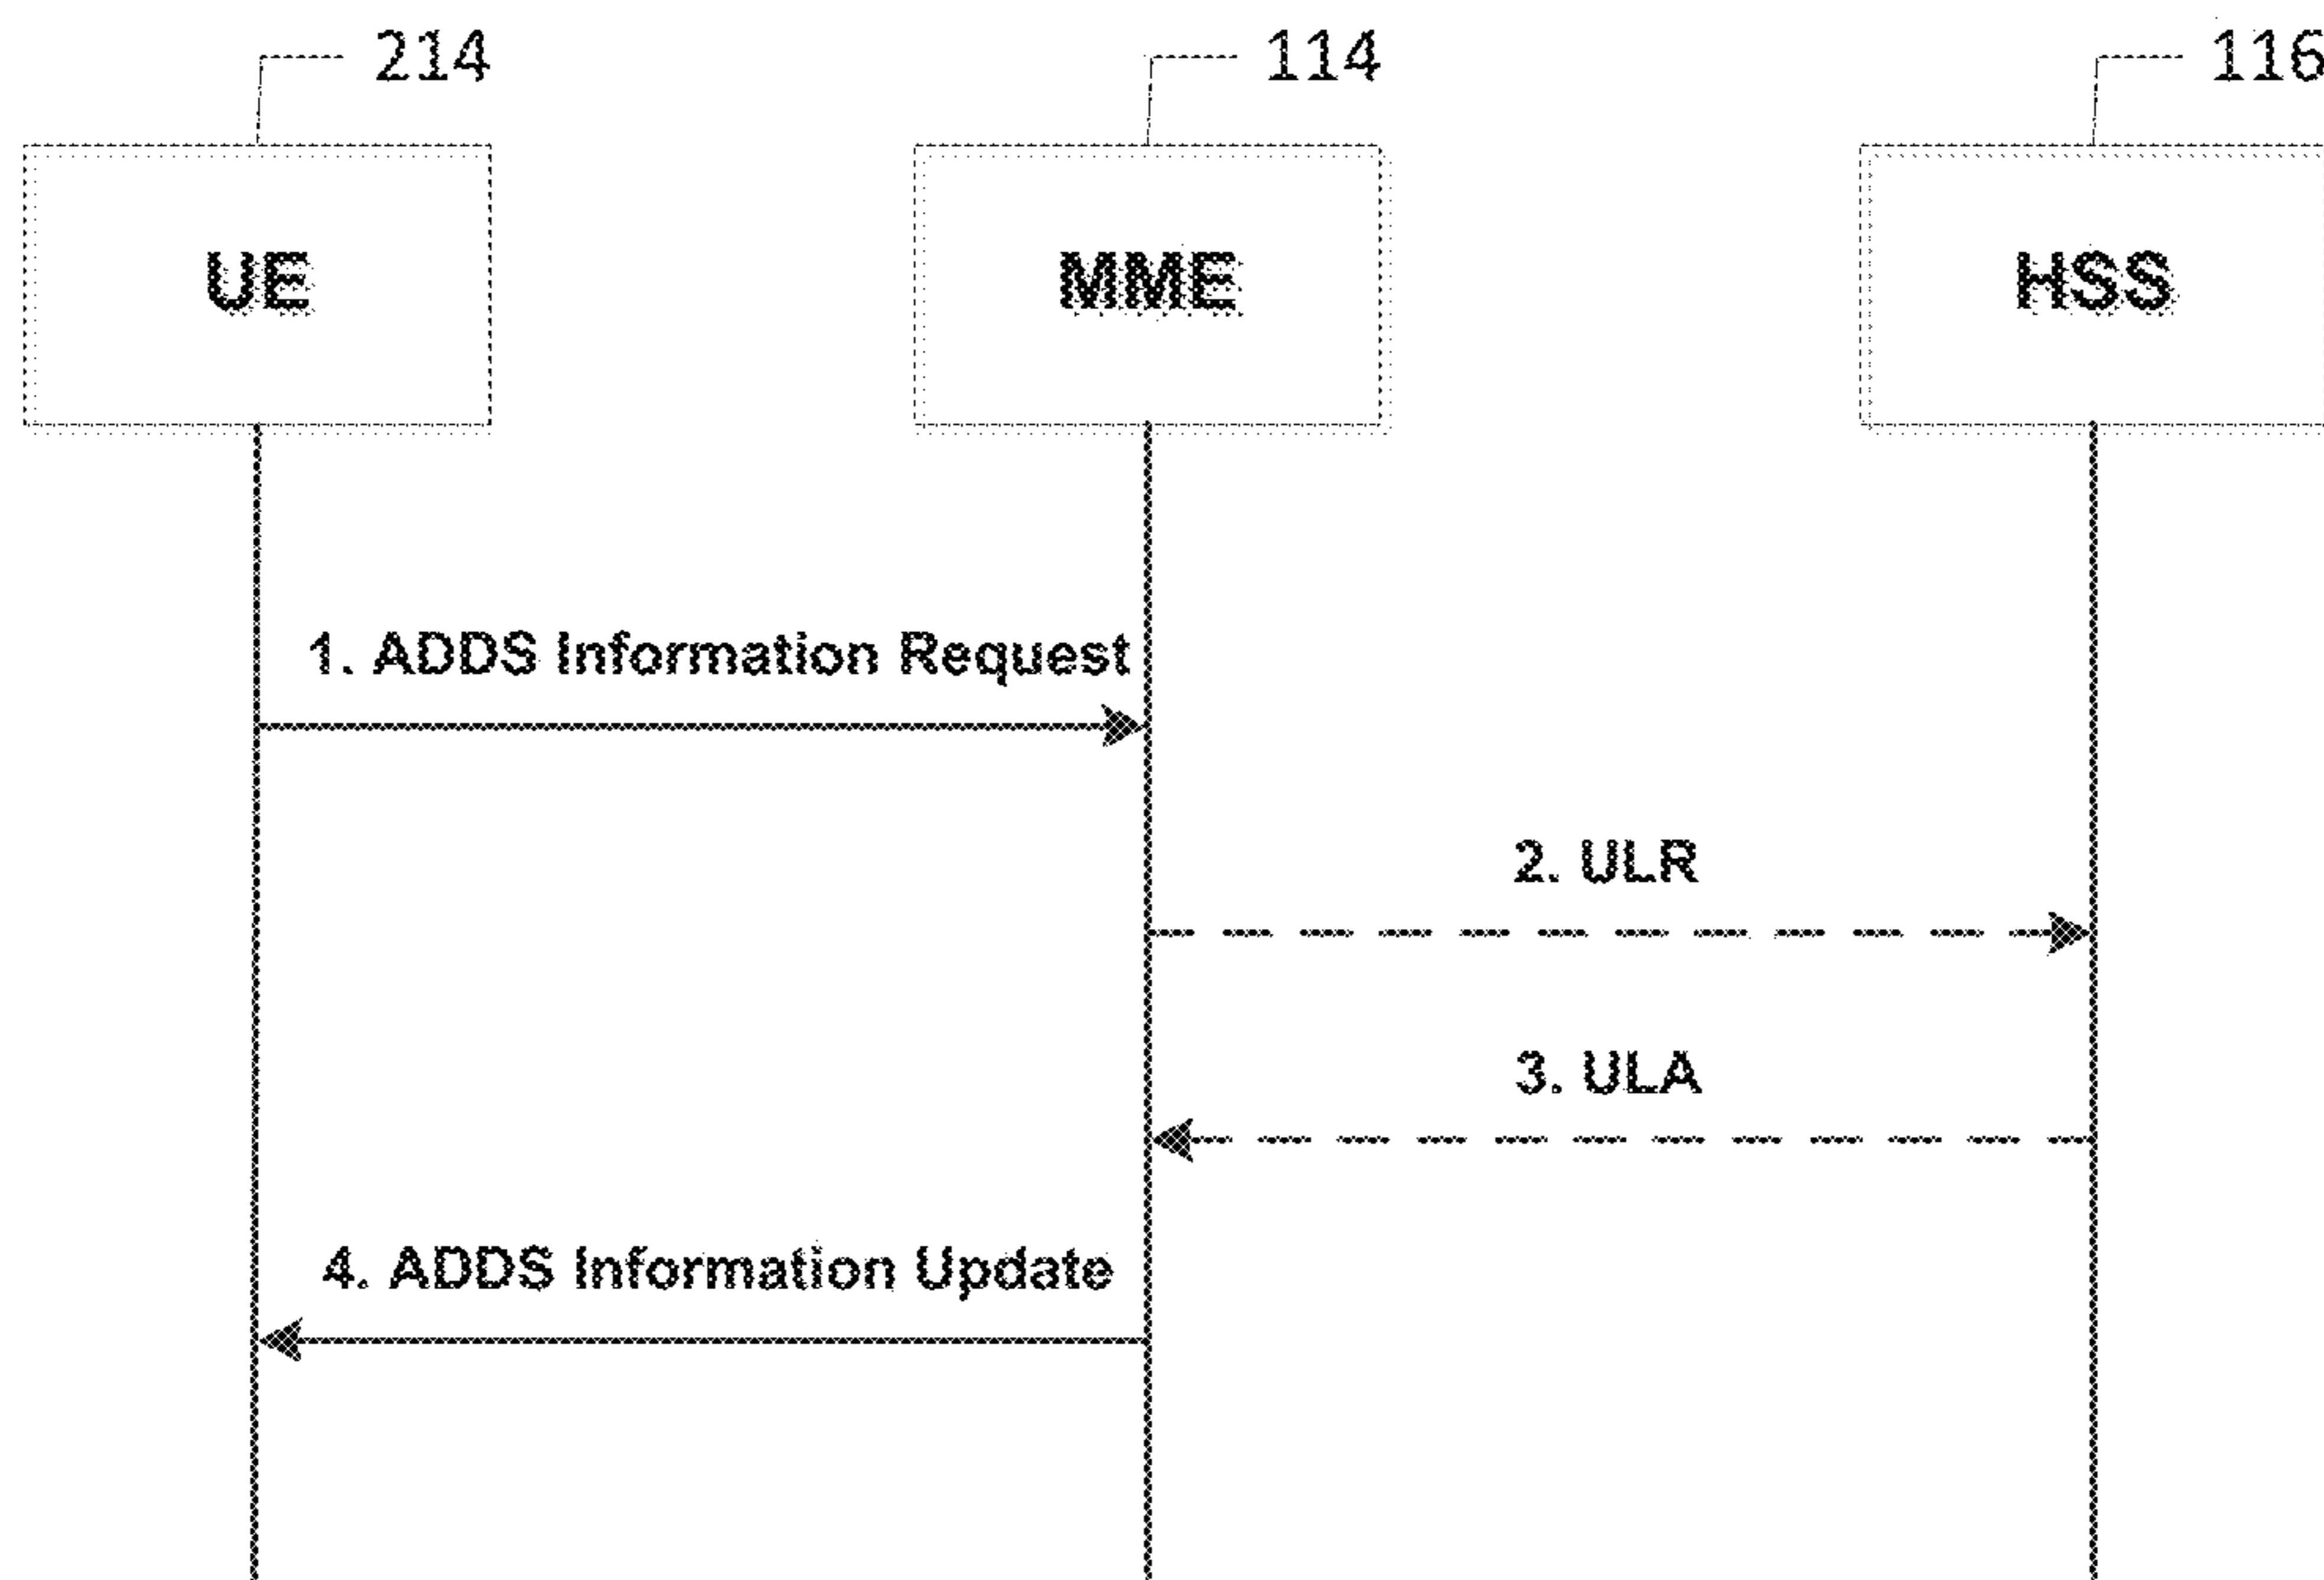 214
114
116
UE
MME
HSS
1. ADDS Information Request
2. ULR
3. ULA
4. ADDS Information Update